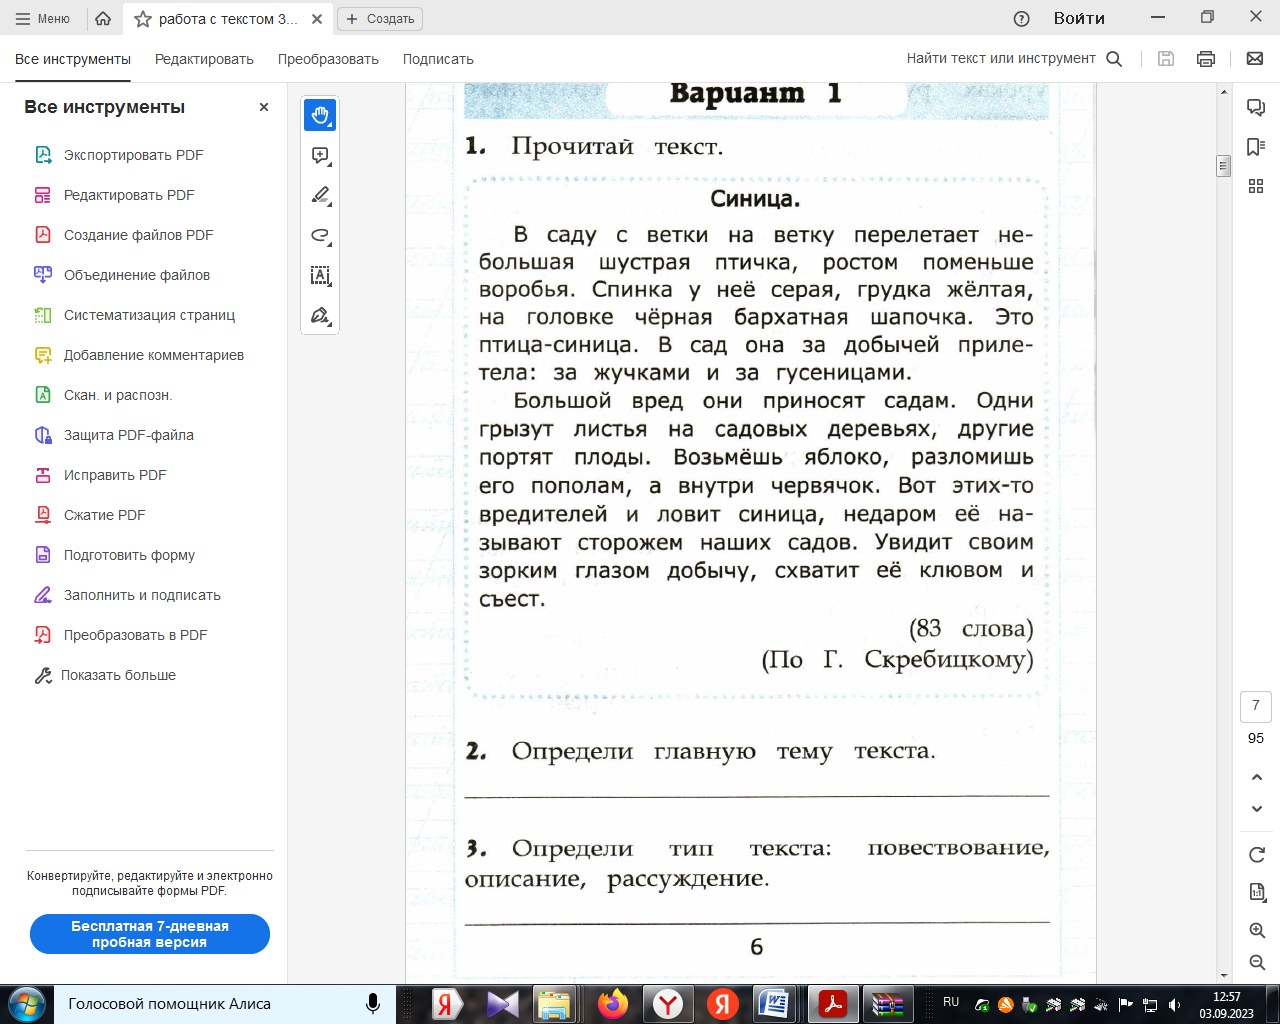 Меню
работа с текстом 3...
Создать
Войти
Все инструменты
Редактировать
Преобразовать
Подписать
Найти текст или инструмент
Все инструменты
Экспортировать PDF
Редактировать PDF
Создание файлов PDF
Объединение файлов
Систематизация страниц
Добавление комментариев
Скан. и распозн.
Защита PDF-файла
Исправить PDF
Сжатие PDF
Подготовить форму
Заполнить и подписать
Преобразовать в PDF
Показать больше
Конвертируйте, редактируйте и электронно
подписывайте формы PDF.
Бесплатная 7-дневная
пробная версия
Вариант 1
1. Прочитай текст.
Синица.
В саду с ветки на ветку перелетает не-
большая шустрая птичка, ростом поменьше
воробья. Спинка у неё серая, грудка жёлтая,
на головке чёрная бархатная шапочка. Это
птица-синица. В сад она за добычей приле-
тела: за жучками и за гусеницами.
Большой вред они приносят садам. Одни
грызут листья на садовых деревьях, другие
портят плоды. Возьмёшь яблоко, разломишь
его пополам, а внутри червячок. Вот этих-то
вредителей и ловит синица, недаром её на-
зывают сторожем наших садов. Увидит своим
зорким глазом добычу, схватит её клювом и
съест.
(83 слова)
(По Г. Скребицкому)
2. Определи главную тему текста.
3. Определи тип текста: повествование,
описание, рассуждение.
6
7
95
1:1
Голосовой помощник Алиса
RU
12:57
03.09.2023